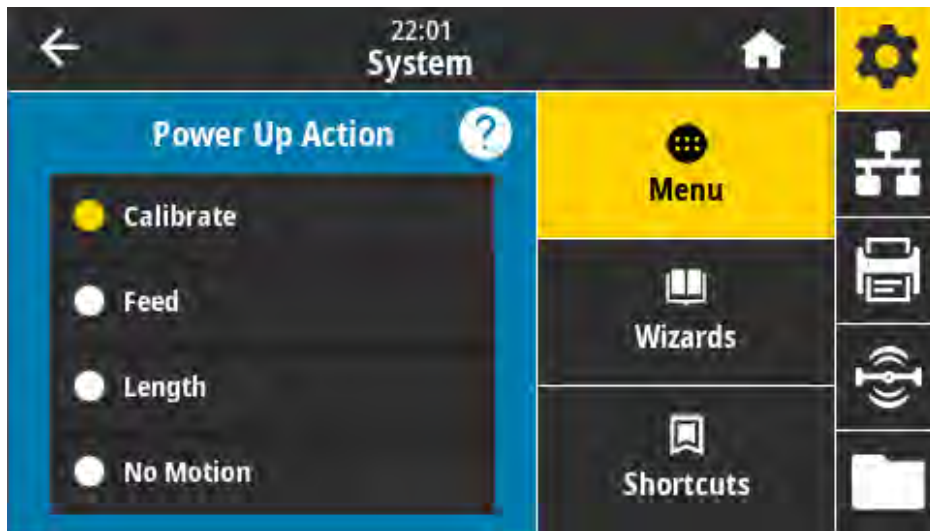 22:01
System
Power Up Action
?
Calibrate
Feed
Length
No Motion
Menu
Wizards
Shortcuts